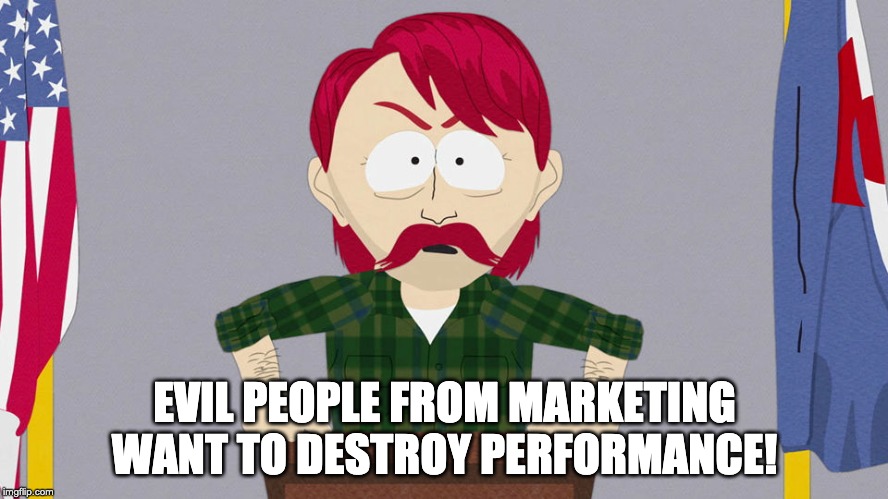 EVIL PEOPLE FROM MARKETING
WANT TO DESTROY PERFORMANCE!
imgflip.com